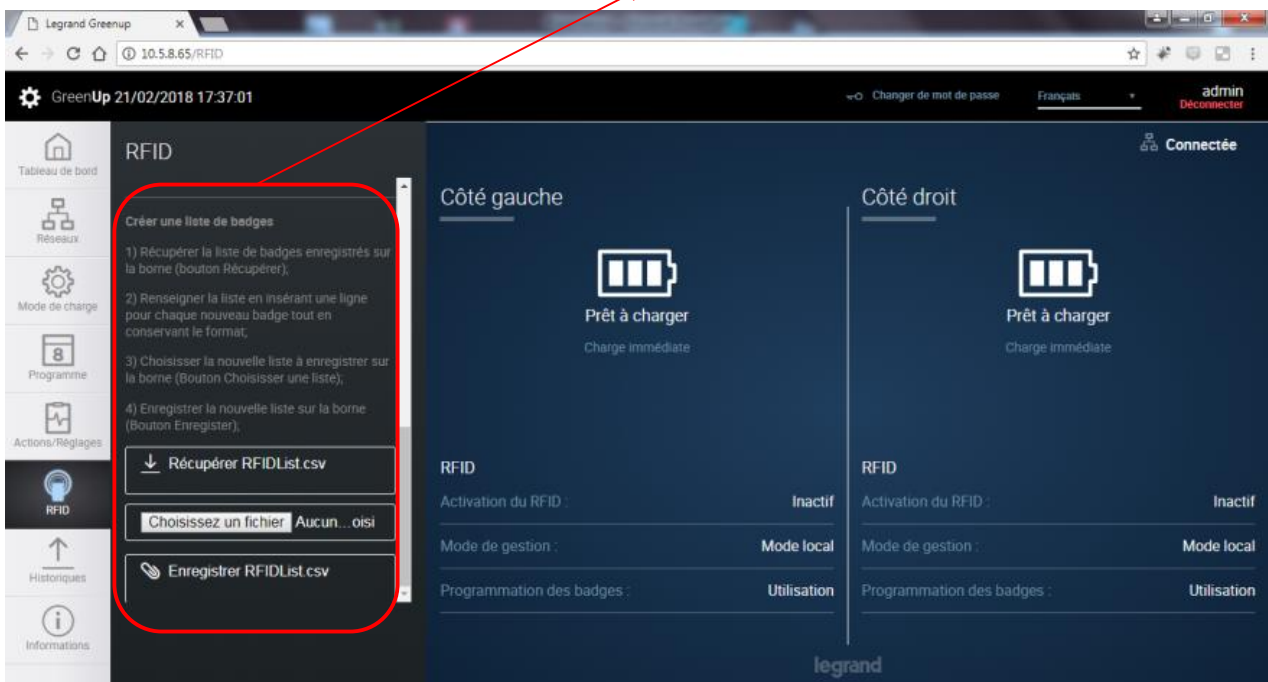 Legrand Greenup
10.5.8.65/RFID
GreenUp 21/02/2018 17:37:01
Changer de mot de passe
Français
admin
Déconnecter
Tableau de bord
Réseaux
Mode de charge
8
Programme
Actions/Réglages
RFID
Historiques
Informations
RFID
Créer une liste de badges
1) Récupérer la liste de badges enregistrés sur
la borne (bouton Récupérer);
2) Renseigner la liste en insérant une ligne
pour chaque nouveau badge tout en
conservant le format;
3) Choisisser la nouvelle liste à enregistrer sur
la borne (Bouton Choisisser une liste);
4) Enregistrer la nouvelle liste sur la borne
(Bouton Enregister);
Récupérer RFIDList.csv
Choisissez un fichier Aucun...oisi
Enregistrer RFIDList.csv
Connectée
Côté gauche
Prêt à charger
Charge immédiate
RFID
Activation du RFID : Inactif
Mode de gestion : Mode local
Programmation des badges : Utilisation
Côté droit
Prêt à charger
Charge immédiate
RFID
Activation du RFID : Inactif
Mode de gestion : Mode local
Programmation des badges : Utilisation
legrand